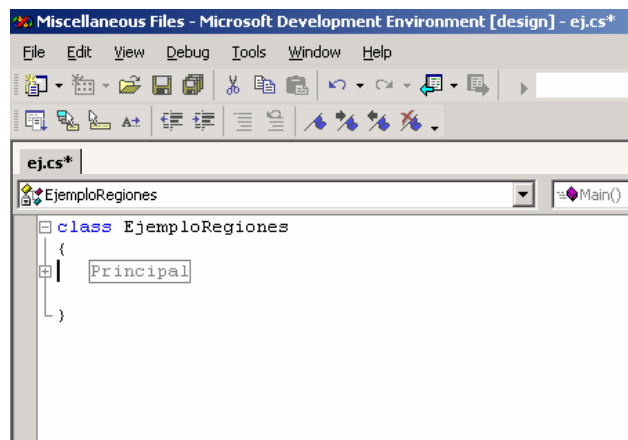 Miscellaneous Files - Microsoft Development Environment [design] - ej.cs*
File Edit View Debug Tools Window Help
ej.cs*
EjemploRegiones Main()
class EjemploRegiones
{
Principal
}